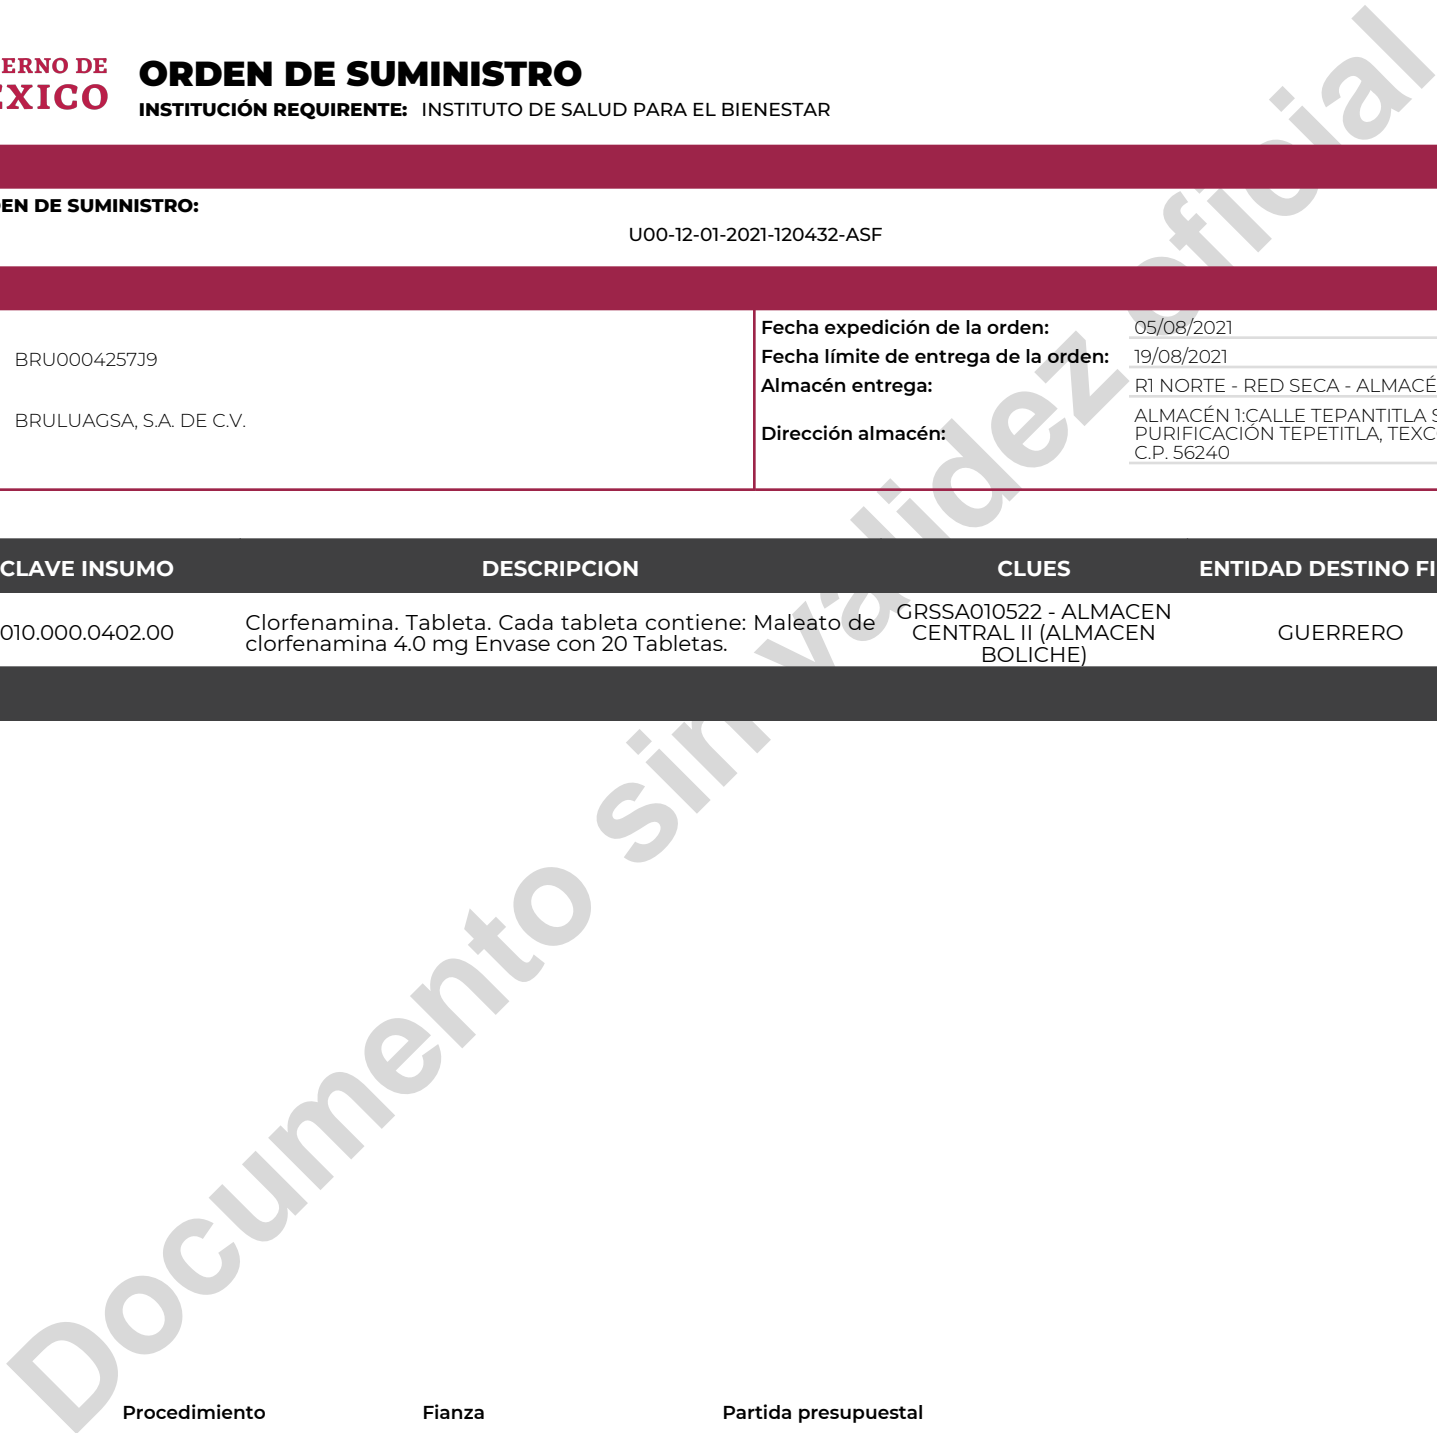 ERNO DE
XICO
ORDEN DE SUMINISTRO
INSTITUCIÓN REQUIRENTE: INSTITUTO DE SALUD PARA EL BIENESTAR
EN DE SUMINISTRO:
U00-12-01-2021-120432-ASF
BRU0004257J9
BRULUAGSA, S.A. DE C.V.
Fecha expedición de la orden: 05/08/2021
Fecha límite de entrega de la orden: 19/08/2021
Almacén entrega: R1 NORTE - RED SECA - ALMACÉ
Dirección almacén:
ALMACÉN 1:CALLE TEPANTITLA S
PURIFICACIÓN TEPETITLA, TEXC
C.P. 56240
CLAVE INSUMO DESCRIPCION CLUES ENTIDAD DESTINO FI
010.000.0402.00
Clorfenamina. Tableta. Cada tableta contiene: Maleato de
clorfenamina 4.0 mg Envase con 20 Tabletas.
GRSSA010522 - ALMACEN
CENTRAL II (ALMACEN
BOLICHE)
GUERRERO
Documento sin validez oficial
Procedimiento Fianza Partida presupuestal